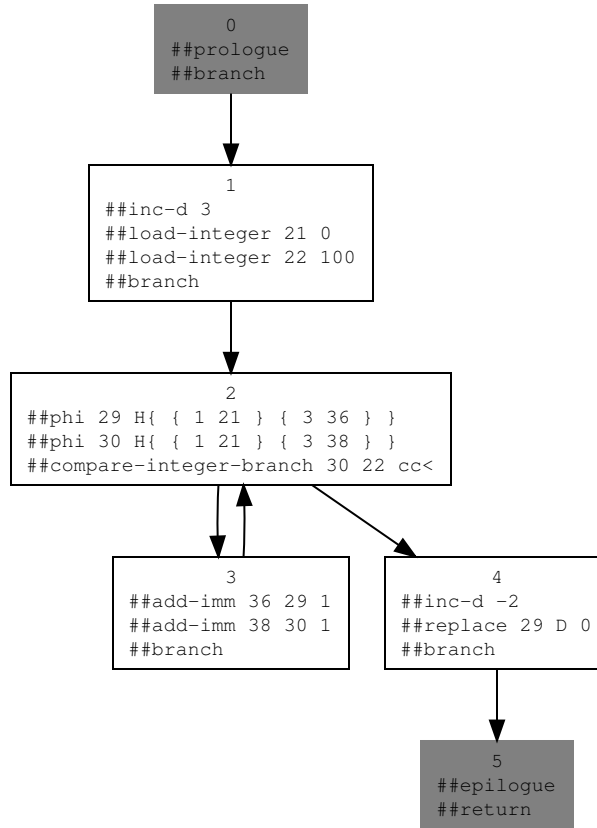 0
##prologue
##branch
1
##inc-d 3
##load-integer 21 0
##load-integer 22 100
##branch
2
##phi 29 H{ { 1 21 } { 3 36 } }
##phi 30 H{ { 1 21 } { 3 38 } }
##compare-integer-branch 30 22 cc<
3
##add-imm 36 29 1
##add-imm 38 30 1
##branch
4
##inc-d -2
##replace 29 D 0
##branch
5
##epilogue
##return